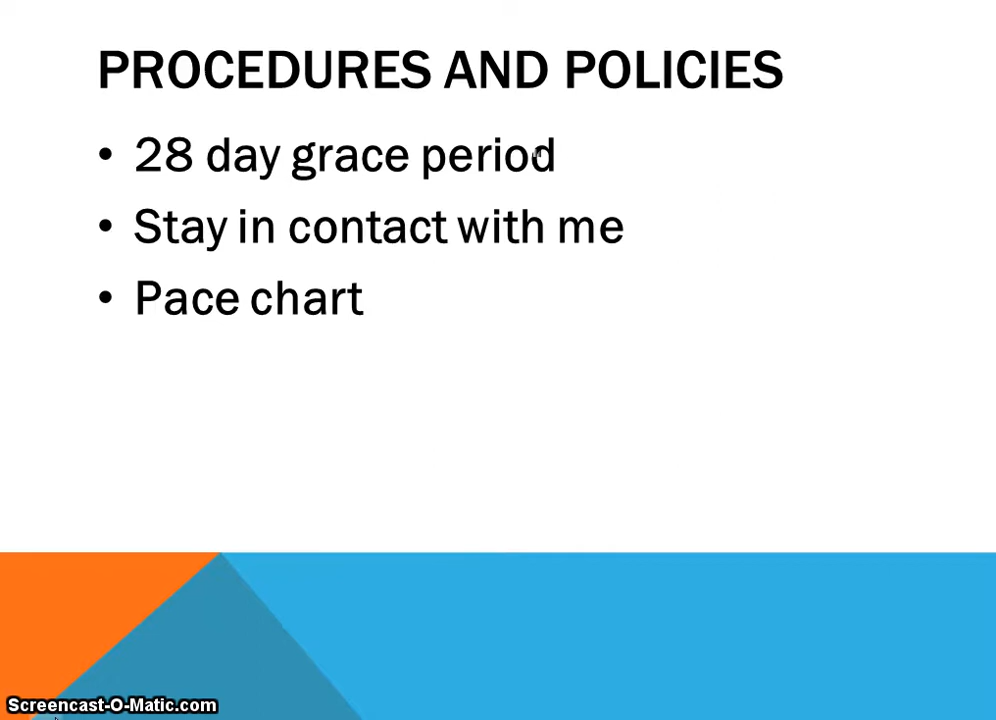 PROCEDURES AND POLICIES
• 28 day grace period
• Stay in contact with me
• Pace chart
Screencast-O-Matic.com